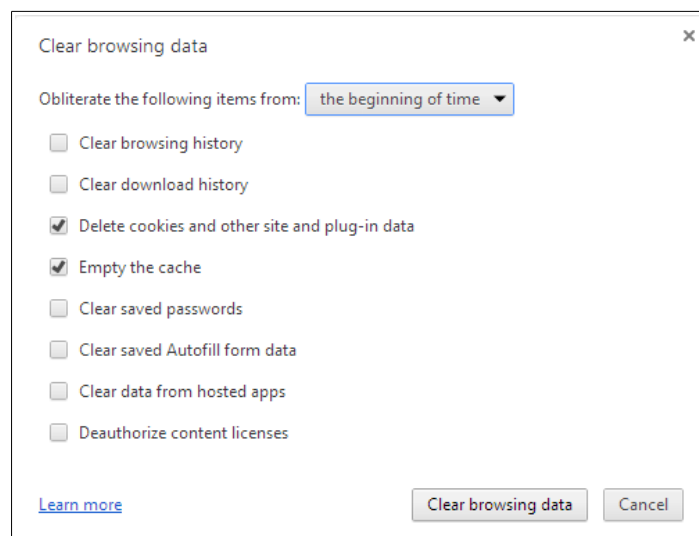 Clear browsing data
Obliterate the following items from: the beginning of time
Clear browsing history
Clear download history
Delete cookies and other site and plug-in data
Empty the cache
Clear saved passwords
Clear saved Autofill form data
Clear data from hosted apps
Deauthorize content licenses
Learn more Clear browsing data Cancel